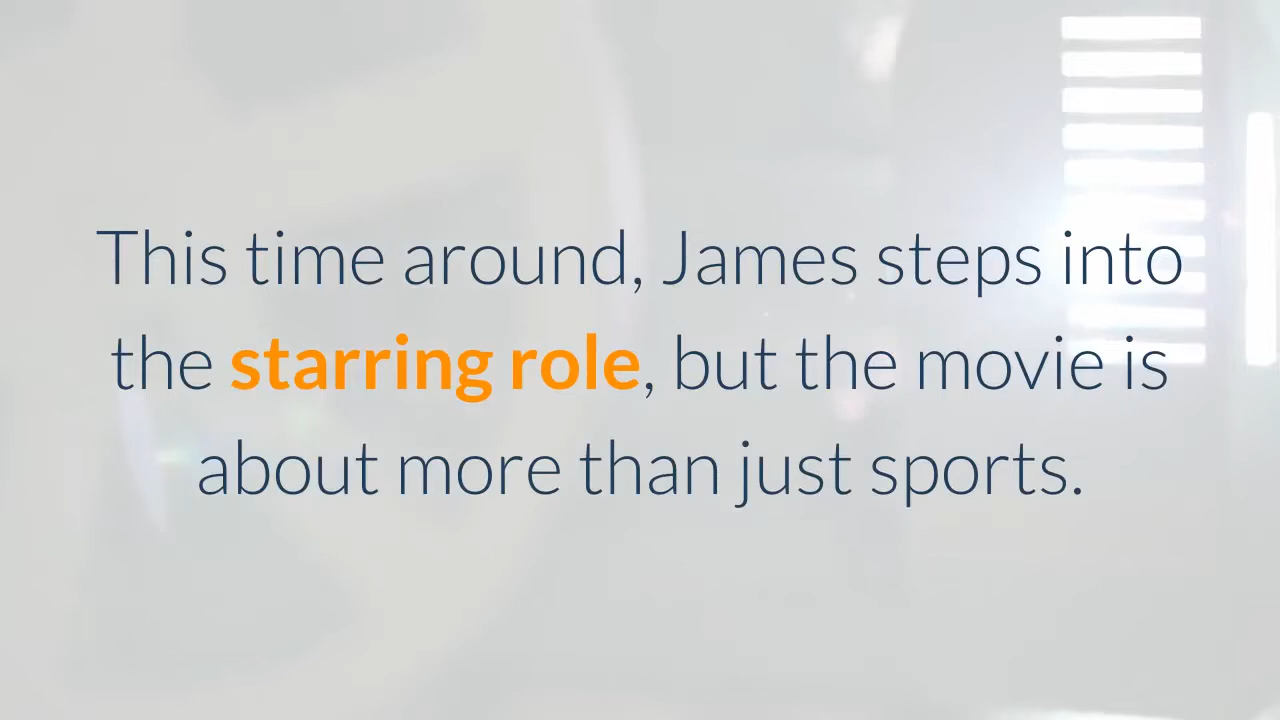 This time around, James steps into
the starring role, but the movie is
about more than just sports.